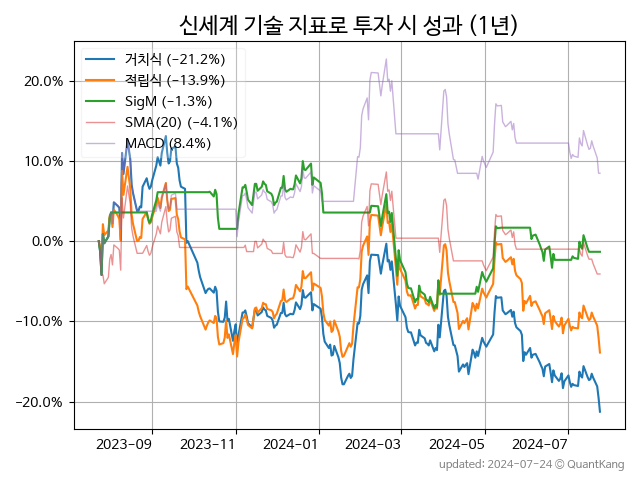 신세계 기술 지표로 투자 시 성과 (1년)
거치식 (−21.2%)
적립식 (−13.9%)
SigM (−1.3%)
SMA(20) (−4.1%)
MACD (8.4%)
20.0%
10.0%
0.0%
−10.0%
−20.0%
2023-09 2023-11 2024-01 2024-03 2024-05 2024-07
updated: 2024-07-24 © QuantKang